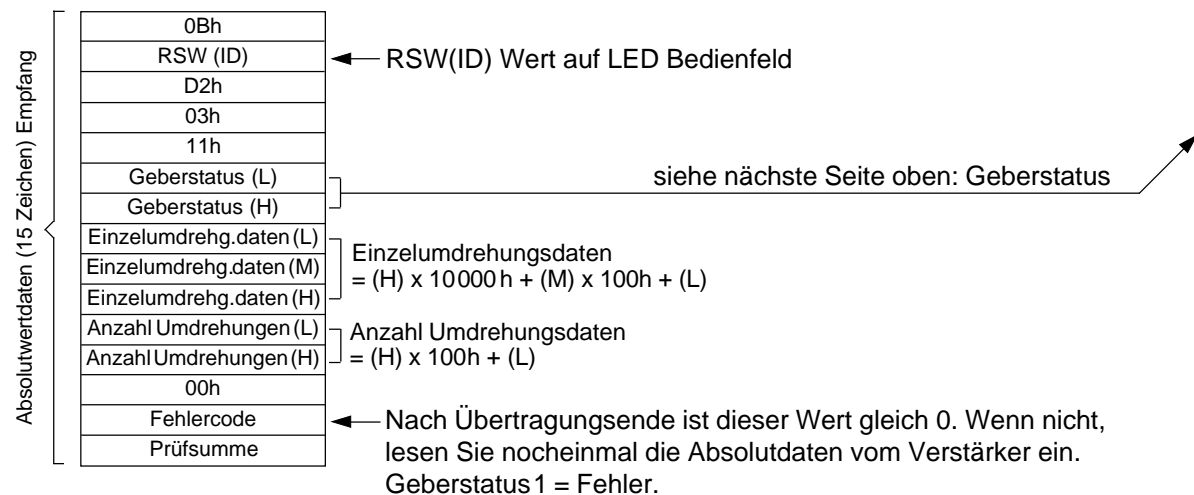 Absolutwertdaten (15 Zeichen) Empfang
0Bh
RSW (ID)
RSW(ID) Wert auf LED Bedienfeld
D2h
03h
11h
Geberstatus (L)
siehe nächste Seite oben: Geberstatus
Geberstatus (H)
Einzelumdrehg.daten (L)
Einzelumdrehg.daten (M)
Einzelumdrehg.daten (H)
Einzelumdrehungsdaten
= (H) x 10000 h + (M) x 100h + (L)
Anzahl Umdrehungen (L)
Anzahl Umdrehungen (H)
Anzahl Umdrehungsdaten
= (H) x 100h + (L)
00h
Fehlercode
Prüfsumme
Nach Übertragungsende ist dieser Wert gleich 0. Wenn nicht,
lesen Sie nocheinmal die Absolutdaten vom Verstärker ein.
Geberstatus 1 = Fehler.